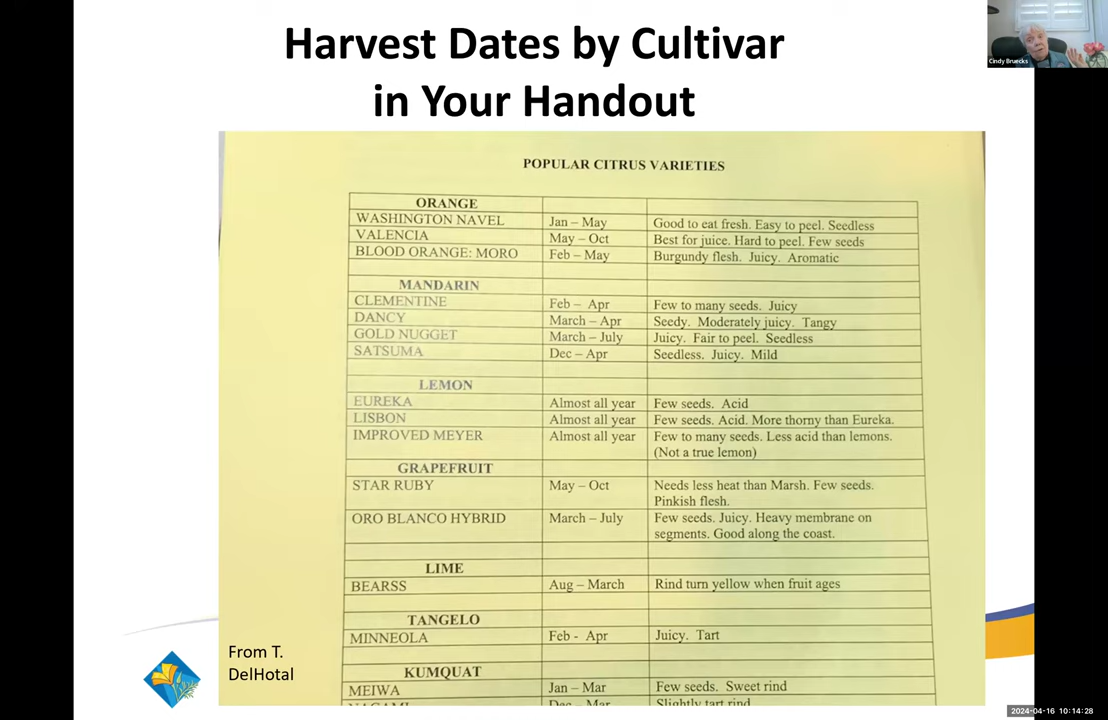 Harvest Dates by Cultivar
in Your Handout
Cindy Bruecks
POPULAR CITRUS VARIETIES
ORANGE
WASHINGTON NAVEL Jan – May Good to eat fresh. Easy to peel. Seedless
VALENCIA May – Oct Best for juice. Hard to peel. Few seeds
BLOOD ORANGE: MORO Feb – May Burgundy flesh. Juicy. Aromatic
MANDARIN
CLEMENTINE Feb – Apr Few to many seeds. Juicy
DANCY March – Apr Seedy. Moderately juicy. Tangy
GOLD NUGGET March – July Juicy. Fair to peel. Seedless
SATSUMA Dec – Apr Seedless. Juicy. Mild
LEMON
EUREKA Almost all year Few seeds. Acid
LISBON Almost all year Few seeds. Acid. More thorny than Eureka.
IMPROVED MEYER Almost all year Few to many seeds. Less acid than lemons.
(Not a true lemon)
GRAPEFRUIT
STAR RUBY May – Oct Needs less heat than Marsh. Few seeds.
Pinkish flesh.
ORO BLANCO HYBRID March – July Few seeds. Juicy. Heavy membrane on
segments. Good along the coast.
LIME
BEARSS Aug – March Rind turn yellow when fruit ages
TANGELO
MINNEOLA Feb - Apr Juicy. Tart
KUMQUAT
MEIWA Jan – Mar Few seeds. Sweet rind
Slightly tart rind
From T.
DelHotal
2024-04-16 10:14:28